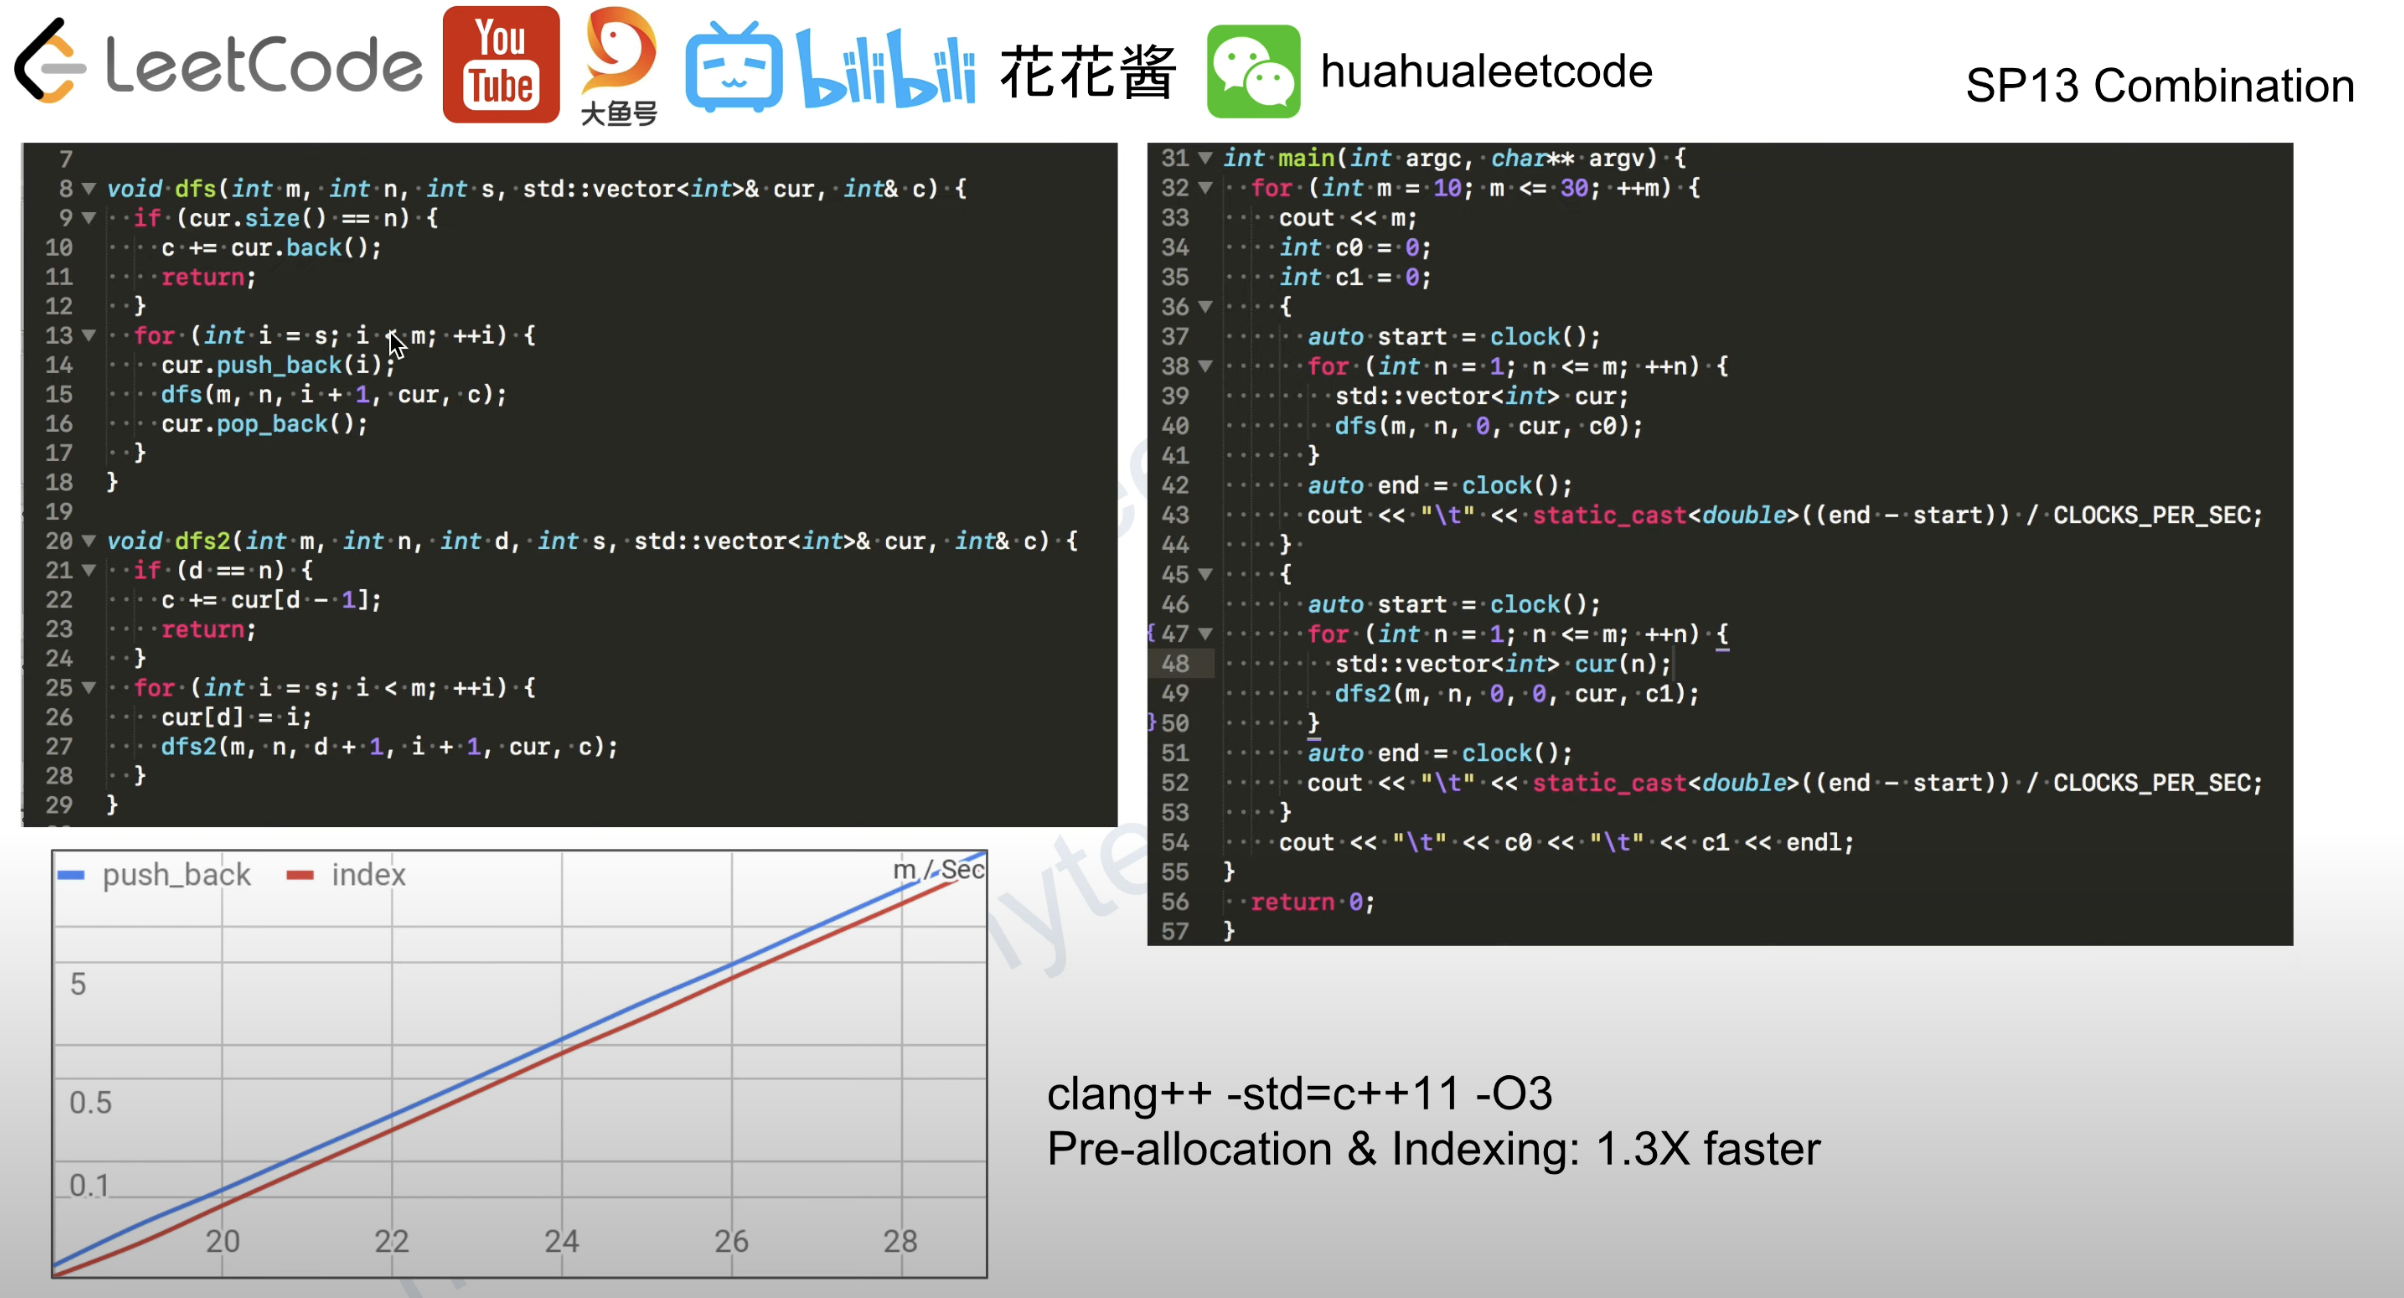 LeetCode You Tube 大鱼号 bilibili 花花酱 huahualeetcode
SP13 Combination
7
8 void dfs(int m, int n, int s, std::vector<int>& cur, int& c) {
9 if (cur.size() == n) {
10 c += cur.back();
11 return;
12 }
13 for (int i = s; i < m; ++i) {
14 cur.push_back(i);
15 dfs(m, n, i + 1, cur, c);
16 cur.pop_back();
17 }
18 }
19
20 void dfs2(int m, int n, int d, int s, std::vector<int>& cur, int& c) {
21 if (d == n) {
22 c += cur[d - 1];
23 return;
24 }
25 for (int i = s; i < m; ++i) {
26 cur[d] = i;
27 dfs2(m, n, d + 1, i + 1, cur, c);
28 }
29 }
31 int main(int argc, char** argv) {
32 for (int m = 10; m <= 30; ++m) {
33 cout << m;
34 int c0 = 0;
35 int c1 = 0;
36 {
37 auto start = clock();
38 for (int n = 1; n <= m; ++n) {
39 std::vector<int> cur;
40 dfs(m, n, 0, cur, c0);
41 }
42 auto end = clock();
43 cout << "\t" << static_cast<double>((end - start)) / CLOCKS_PER_SEC;
44 }
45 {
46 auto start = clock();
47 for (int n = 1; n <= m; ++n) {
48 std::vector<int> cur(n);
49 dfs2(m, n, 0, 0, cur, c1);
50 }
51 auto end = clock();
52 cout << "\t" << static_cast<double>((end - start)) / CLOCKS_PER_SEC;
53 }
54 cout << "\t" << c0 << "\t" << c1 << endl;
55 }
56 return 0;
57 }
push_back index m / Sec
5
0.5
0.1
20 22 24 26 28
clang++ -std=c++11 -O3
Pre-allocation & Indexing: 1.3X faster